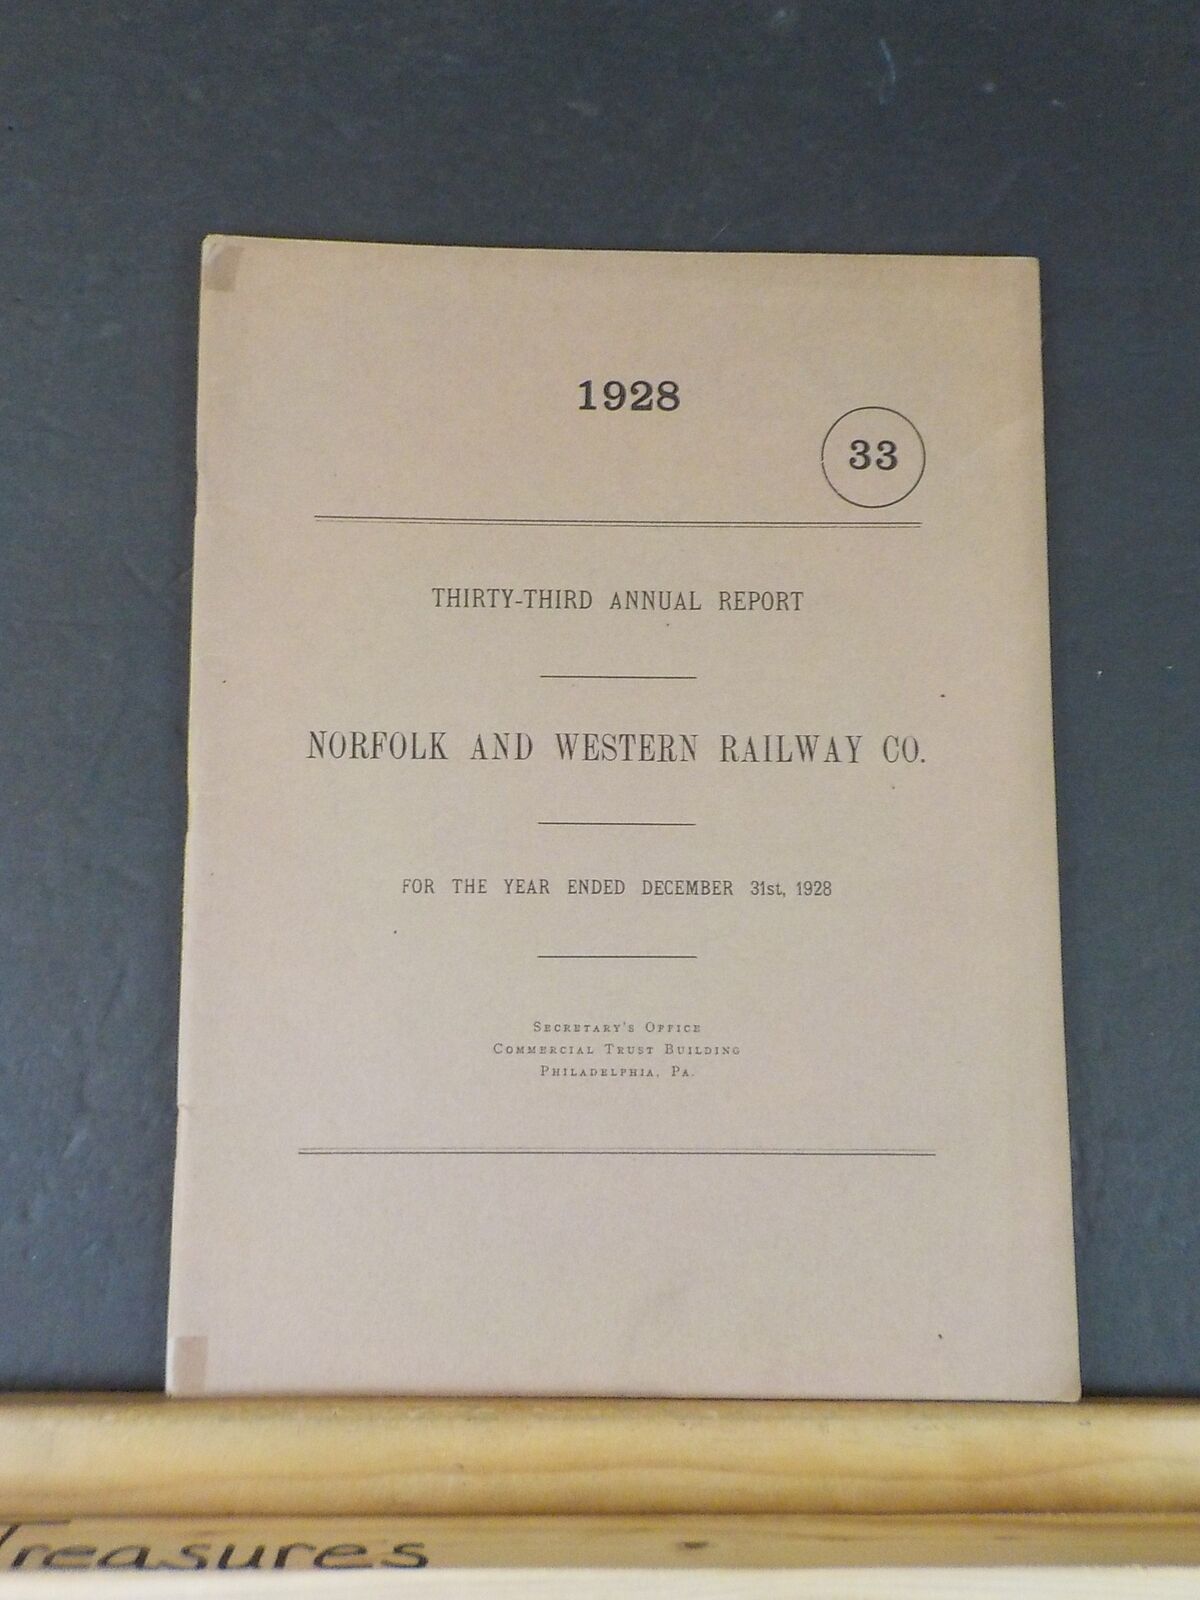 1928
33
THIRTY-THIRD ANNUAL REPORT
NORFOLK AND WESTERN RAILWAY CO.
FOR THE YEAR ENDED DECEMBER 31st, 1928
SECRETARY'S OFFICE
COMMERCIAL TRUST BUILDING
PHILADELPHIA, PA.
Treasures